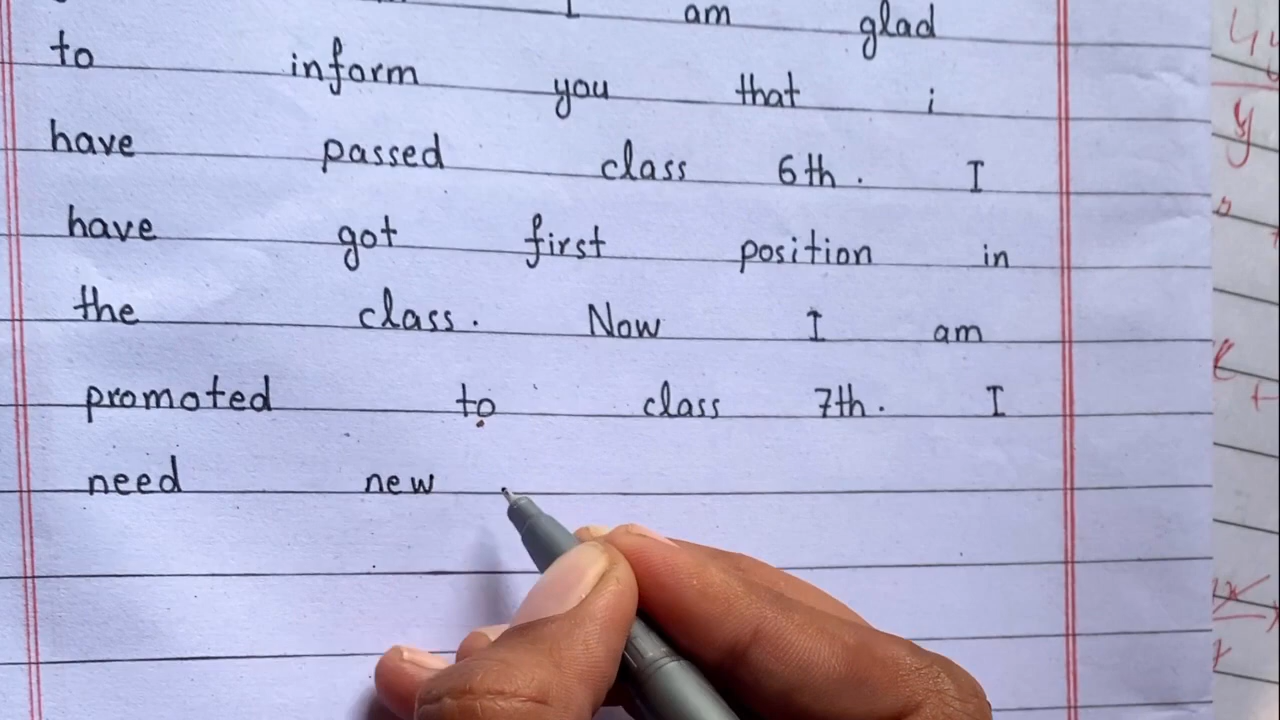 I am glad
to inform you that i
have passed class 6th. I
have got first position in
the class. Now I am
promoted to class 7th. I
need new